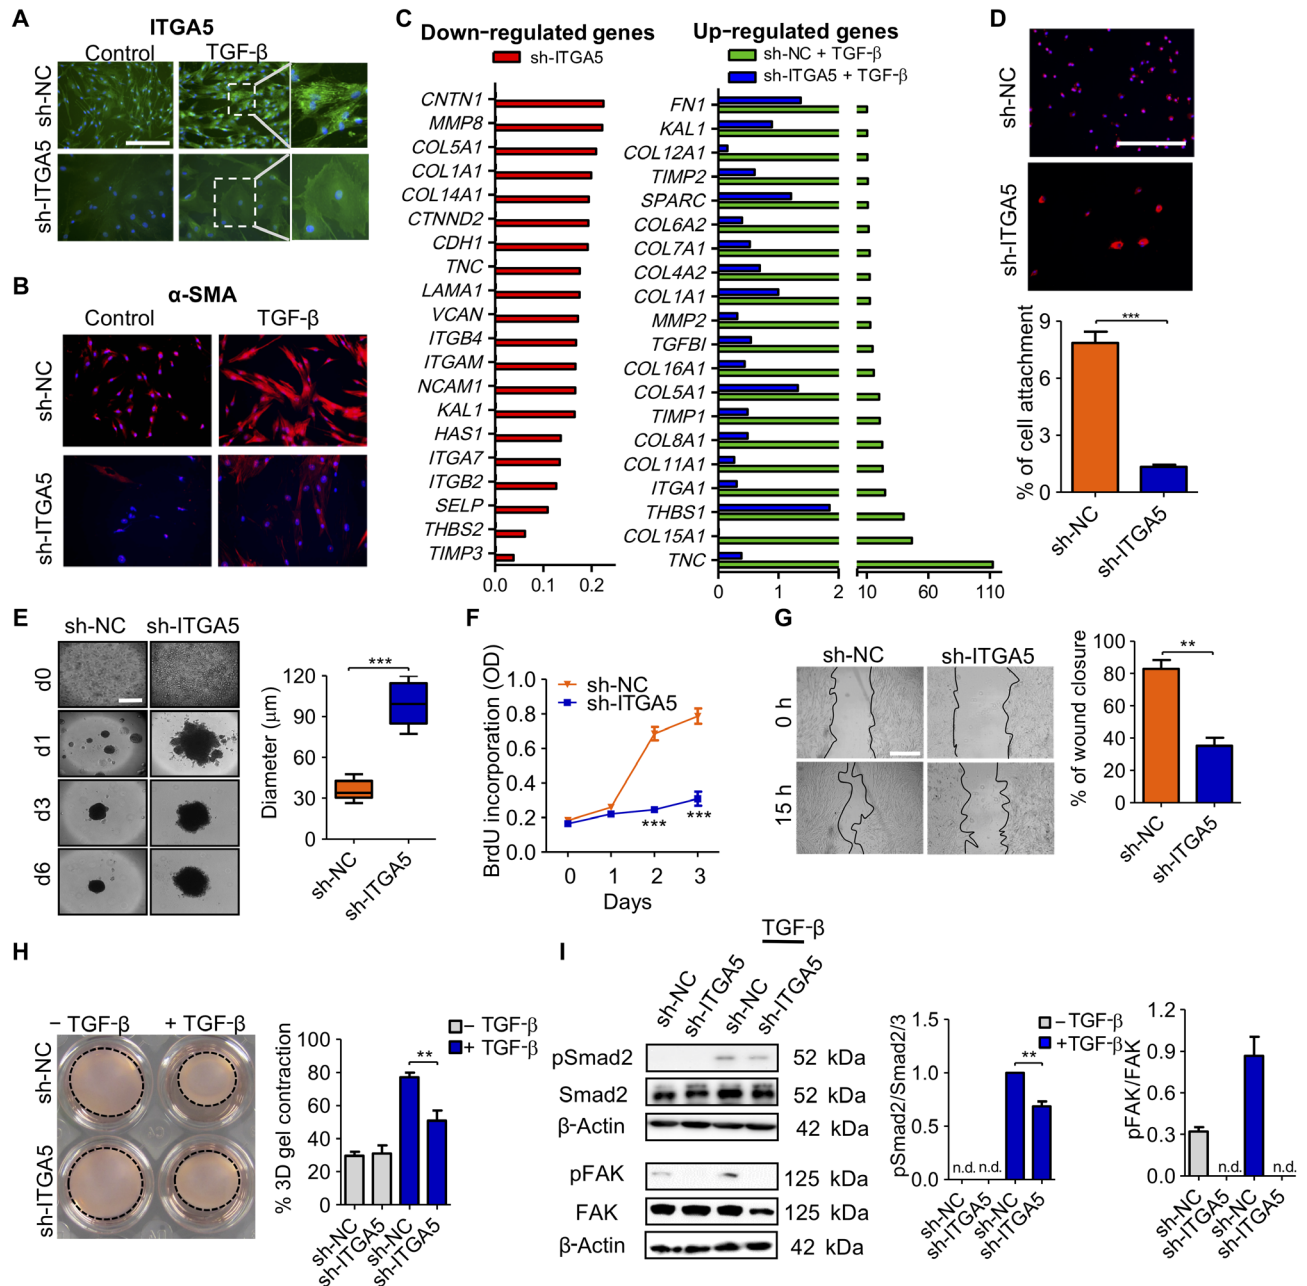 A
ITGA5
Control
TGF-β
sh-NC
sh-ITGA5
B
α-SMA
Control
TGF-β
sh-NC
sh-ITGA5
C
Down-regulated genes
sh-ITGA5
CNTN1
MMP8
COL5A1
COL1A1
COL14A1
CTNND2
CDH1
TNC
LAMA1
VCAN
ITGB4
ITGAM
NCAM1
KAL1
HAS1
ITGA7
ITGB2
SELP
THBS2
TIMP3
0.0 0.1 0.2
Up-regulated genes
sh-NC + TGF-β
sh-ITGA5 + TGF-β
FN1
KAL1
COL12A1
TIMP2
SPARC
COL6A2
COL7A1
COL4A2
COL1A1
MMP2
TGFBI
COL16A1
COL5A1
TIMP1
COL8A1
COL11A1
ITGA1
THBS1
COL15A1
TNC
0 1 2 10 60 110
D
sh-NC
sh-ITGA5
% of cell attachment
9
6
3
0
***
sh-NC
sh-ITGA5
E
sh-NC sh-ITGA5
d0
d1
d3
d6
Diameter (μm)
120
90
60
30
0
***
sh-NC
sh-ITGA5
F
BrdU incorporation (OD)
1.0
0.8
0.6
0.4
0.2
0.0
sh-NC
sh-ITGA5
***
***
0 1 2 3
Days
G
sh-NC
sh-ITGA5
0 h
15 h
% of wound closure
100
80
60
40
20
0
**
sh-NC
sh-ITGA5
H
– TGF-β + TGF-β
sh-NC
sh-ITGA5
% 3D gel contraction
100
80
60
40
20
0
– TGF-β
+ TGF-β
**
sh-NC
sh-ITGA5
sh-NC
sh-ITGA5
I
TGF-β
sh-NC
sh-ITGA5
sh-NC
sh-ITGA5
pSmad2 52 kDa
Smad2 52 kDa
β-Actin 42 kDa
pFAK 125 kDa
FAK 125 kDa
β-Actin 42 kDa
pSmad2/Smad2/3
1.5
1.0
0.5
0.0
**
n.d. n.d.
sh-NC
sh-ITGA5
sh-NC
sh-ITGA5
pFAK/FAK
1.2
0.9
0.6
0.3
0.0
– TGF-β
+TGF-β
n.d. n.d.
sh-NC
sh-ITGA5
sh-NC
sh-ITGA5